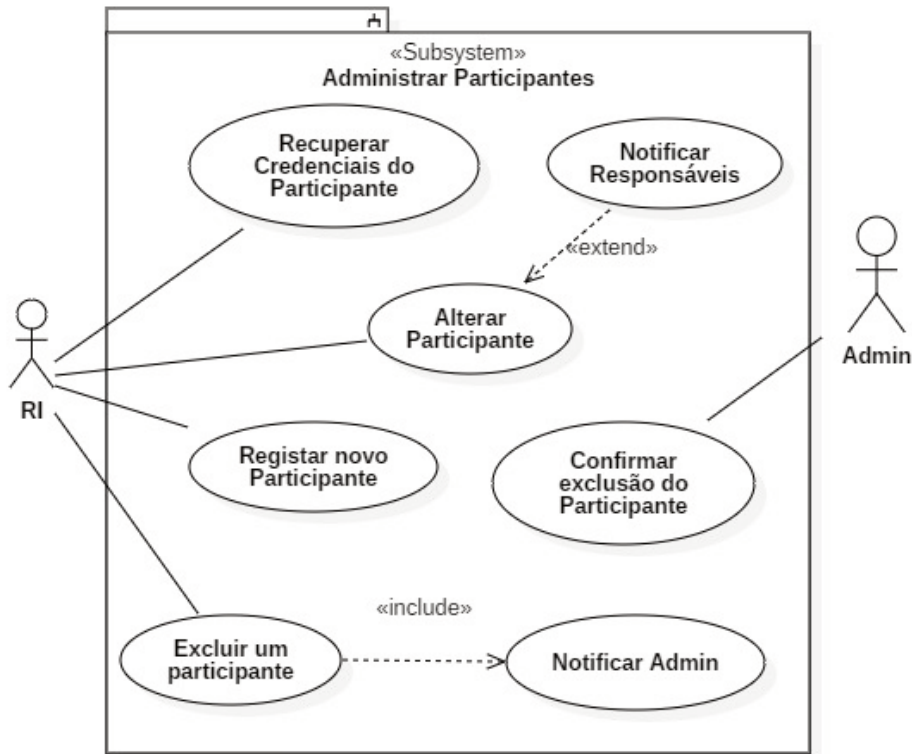 «Subsystem»
Administrar Participantes
Recuperar
Credenciais do
Participante
Notificar
Responsáveis
«extend»
Alterar
Participante
Admin
RI
Registar novo
Participante
Confirmar
exclusão do
Participante
«include»
Excluir um
participante
Notificar Admin